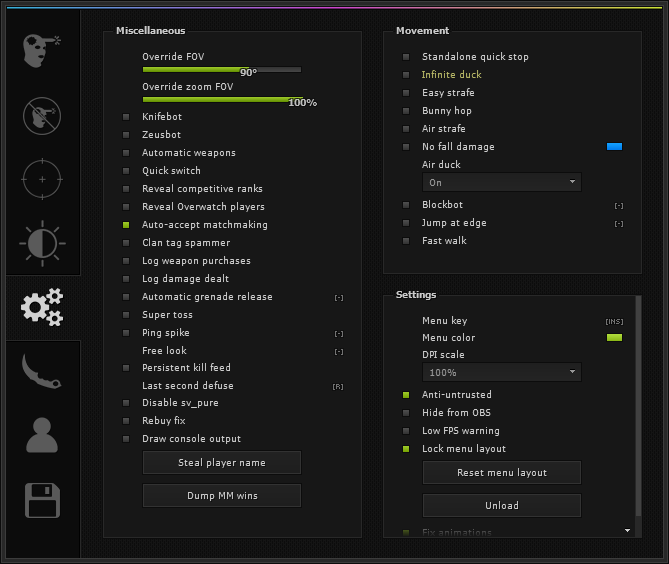 Miscellaneous
Override FOV
90°
Override zoom FOV
100%
Knifebot
Zeusbot
Automatic weapons
Quick switch
Reveal competitive ranks
Reveal Overwatch players
Auto-accept matchmaking
Clan tag spammer
Log weapon purchases
Log damage dealt
Automatic grenade release [-]
Super toss
Ping spike [-]
Free look [-]
Persistent kill feed
Last second defuse [R]
Disable sv_pure
Rebuy fix
Draw console output
Steal player name
Dump MM wins
Movement
Standalone quick stop
Infinite duck
Easy strafe
Bunny hop
Air strafe
No fall damage
Air duck
On
Blockbot [-]
Jump at edge [-]
Fast walk
Settings
Menu key [INS]
Menu color
DPI scale
100%
Anti-untrusted
Hide from OBS
Low FPS warning
Lock menu layout
Reset menu layout
Unload
Fix animations